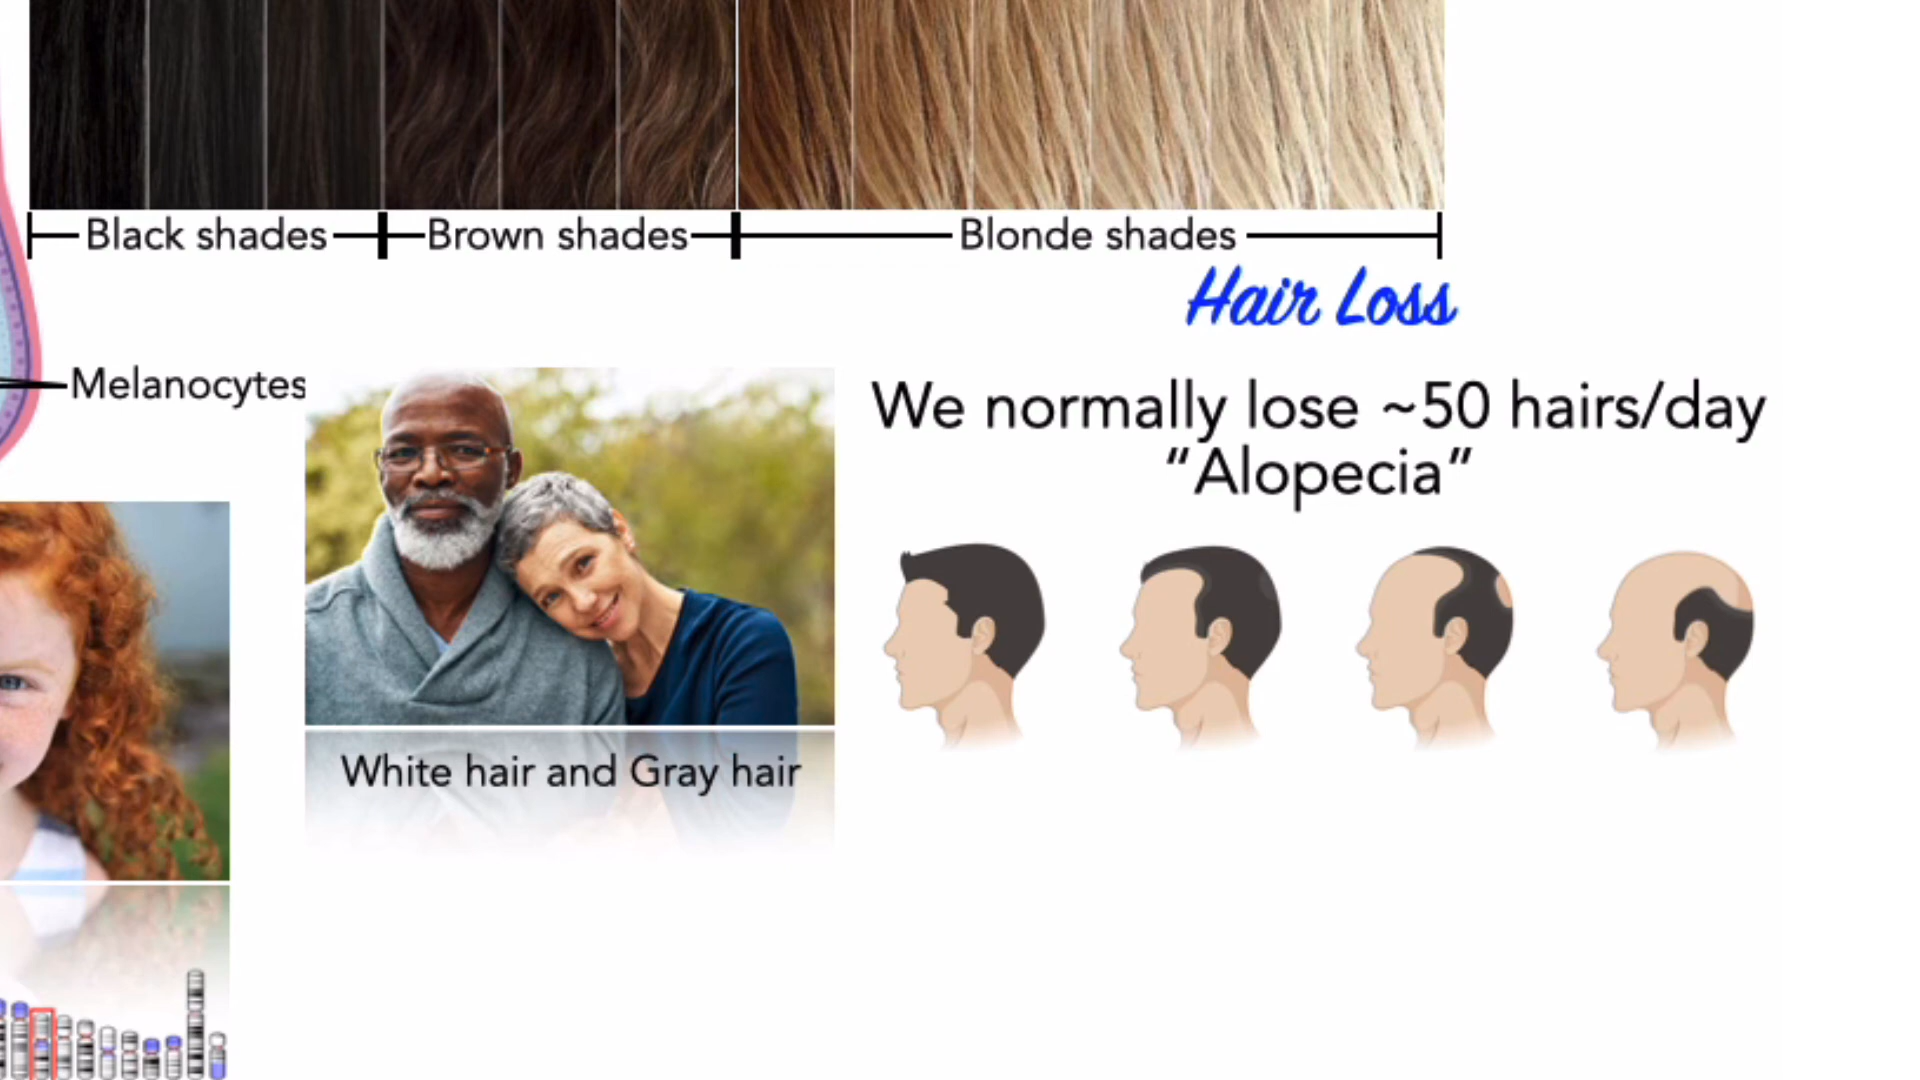 Black shades
Brown shades
Blonde shades
Hair Loss
Melanocytes
We normally lose ~50 hairs/day
“Alopecia”
White hair and Gray hair